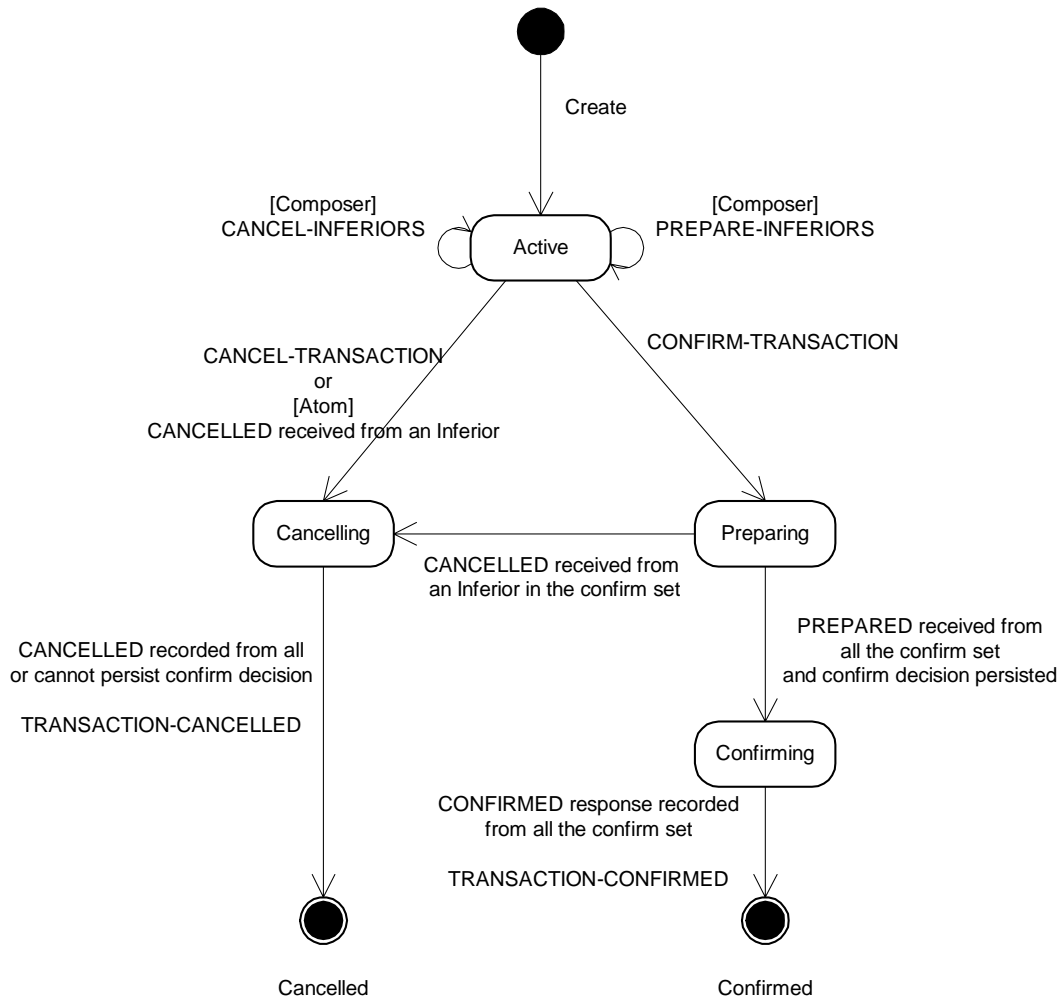 Create
[Composer]
CANCEL-INFERIORS
[Composer]
PREPARE-INFERIORS
Active
CANCEL-TRANSACTION
or
[Atom]
CANCELLED received from an Inferior
CONFIRM-TRANSACTION
Cancelling
Preparing
CANCELLED received from
an Inferior in the confirm set
CANCELLED recorded from all
or cannot persist confirm decision
TRANSACTION-CANCELLED
PREPARED received from
all the confirm set
and confirm decision persisted
Confirming
CONFIRMED response recorded
from all the confirm set
TRANSACTION-CONFIRMED
Cancelled
Confirmed